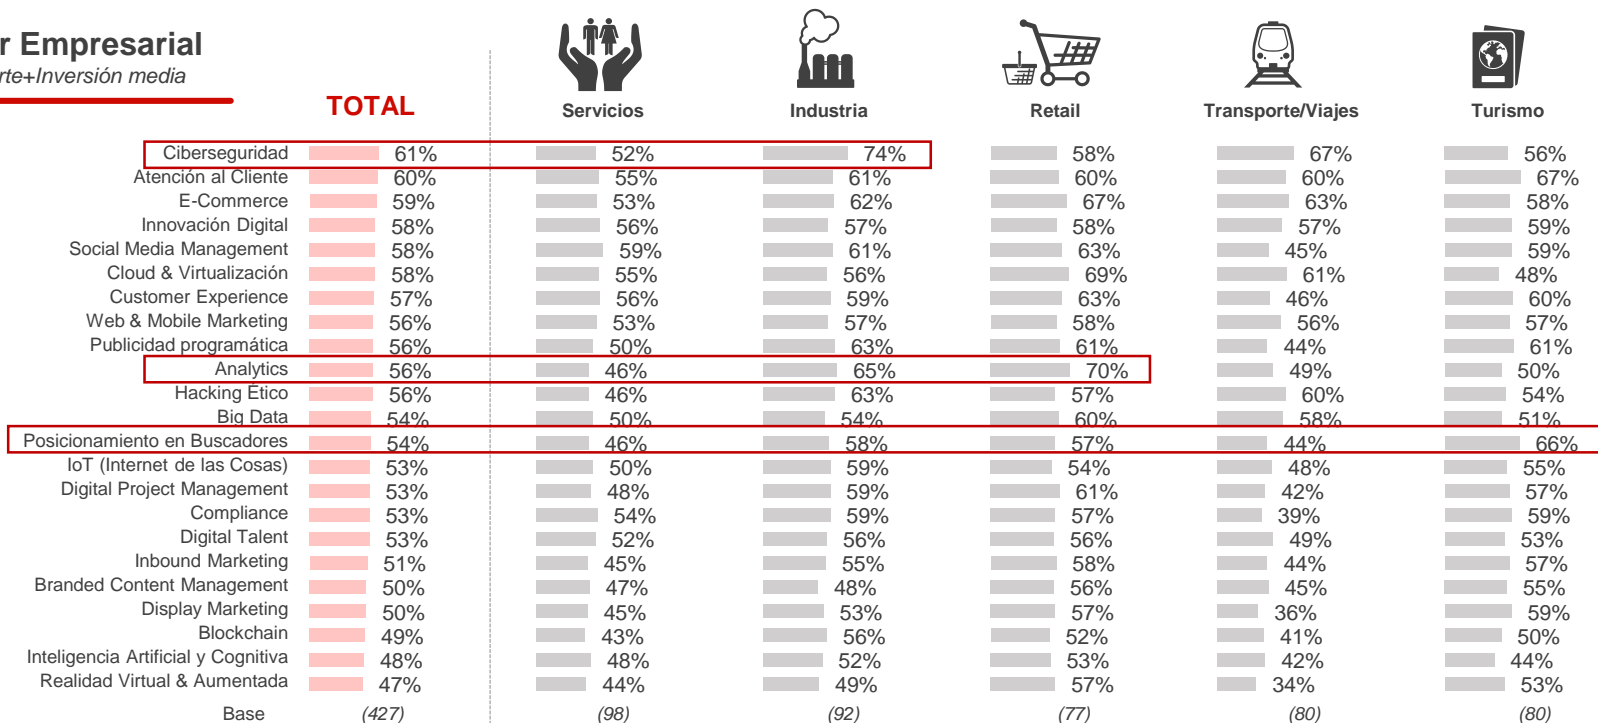 r Empresarial
rte+Inversión media
TOTAL Servicios Industria Retail Transporte/Viajes Turismo
Ciberseguridad 61% 52% 74% 58% 67% 56%
Atención al Cliente 60% 55% 61% 60% 60% 67%
E-Commerce 59% 53% 62% 67% 63% 58%
Innovación Digital 58% 56% 57% 58% 57% 59%
Social Media Management 58% 59% 61% 63% 45% 59%
Cloud & Virtualización 58% 55% 56% 69% 61% 48%
Customer Experience 57% 56% 59% 63% 46% 60%
Web & Mobile Marketing 56% 53% 57% 58% 56% 57%
Publicidad programática 56% 50% 63% 61% 44% 61%
Analytics 56% 46% 65% 70% 49% 50%
Hacking Ético 56% 46% 63% 57% 60% 54%
Big Data 54% 50% 54% 60% 58% 51%
Posicionamiento en Buscadores 54% 46% 58% 57% 44% 66%
IoT (Internet de las Cosas) 53% 50% 59% 54% 48% 55%
Digital Project Management 53% 48% 59% 61% 42% 57%
Compliance 53% 54% 59% 57% 39% 59%
Digital Talent 53% 52% 56% 56% 49% 53%
Inbound Marketing 51% 45% 55% 58% 44% 57%
Branded Content Management 50% 47% 48% 56% 45% 55%
Display Marketing 50% 45% 53% 57% 36% 59%
Blockchain 49% 43% 56% 52% 41% 50%
Inteligencia Artificial y Cognitiva 48% 48% 52% 53% 42% 44%
Realidad Virtual & Aumentada 47% 44% 49% 57% 34% 53%
Base (427) (98) (92) (77) (80) (80)